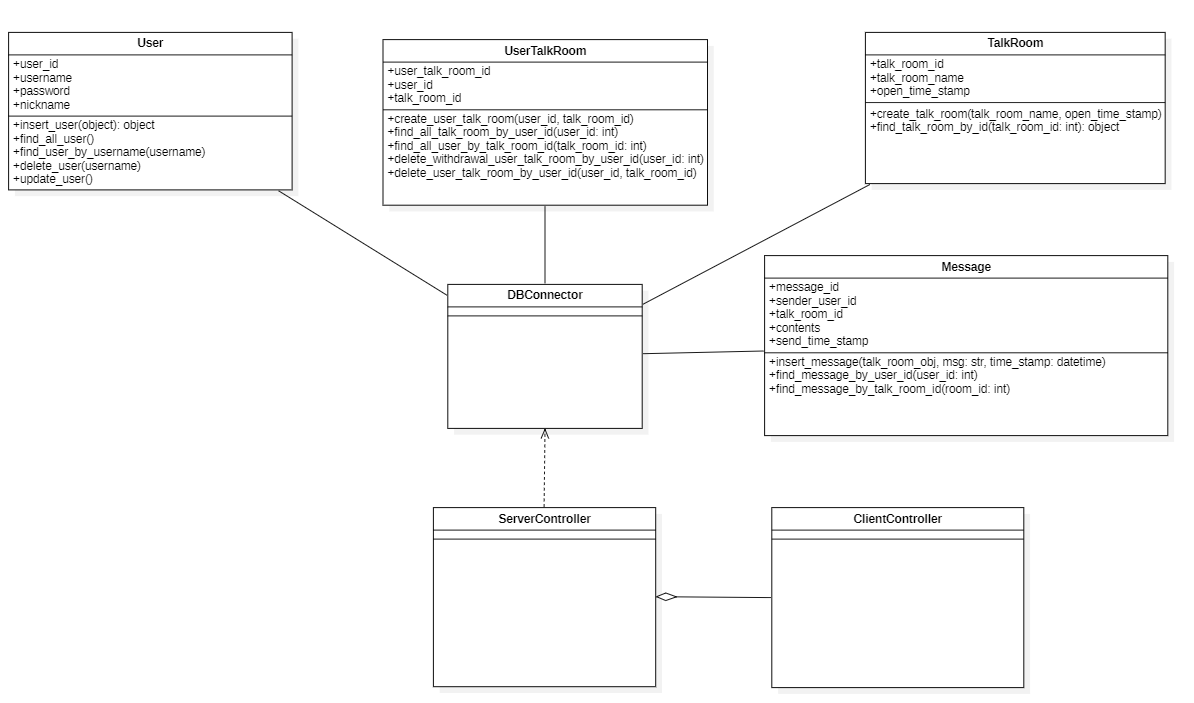 User
+user_id
+username
+password
+nickname
+insert_user(object): object
+find_all_user()
+find_user_by_username(username)
+delete_user(username)
+update_user()
UserTalkRoom
+user_talk_room_id
+user_id
+talk_room_id
+create_user_talk_room(user_id, talk_room_id)
+find_all_talk_room_by_user_id(user_id: int)
+find_all_user_by_talk_room_id(talk_room_id: int)
+delete_withdrawal_user_talk_room_by_user_id(user_id: int)
+delete_user_talk_room_by_user_id(user_id, talk_room_id)
TalkRoom
+talk_room_id
+talk_room_name
+open_time_stamp
+create_talk_room(talk_room_name, open_time_stamp)
+find_talk_room_by_id(talk_room_id: int): object
DBConnector
Message
+message_id
+sender_user_id
+talk_room_id
+contents
+send_time_stamp
+insert_message(talk_room_obj, msg: str, time_stamp: datetime)
+find_message_by_user_id(user_id: int)
+find_message_by_talk_room_id(room_id: int)
ServerController
ClientController